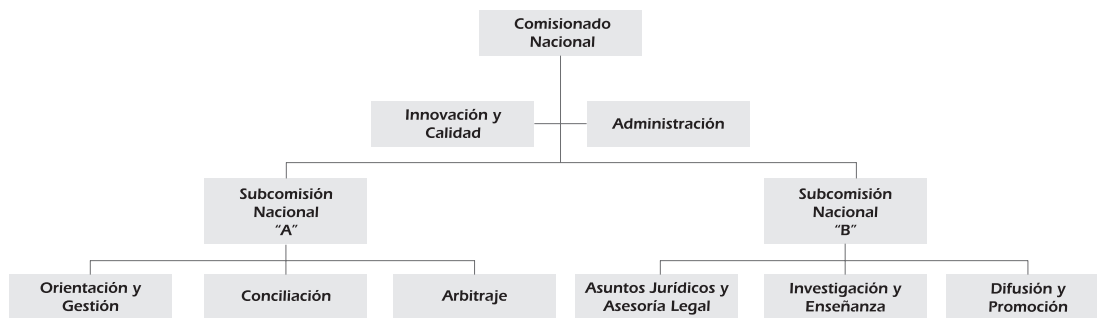 Comisionado
Nacional
Innovación y
Calidad
Administración
Subcomisión
Nacional
“A”
Subcomisión
Nacional
“B”
Orientación y
Gestión
Conciliación
Arbitraje
Asuntos Jurídicos y
Asesoría Legal
Investigación y
Enseñanza
Difusión y
Promoción